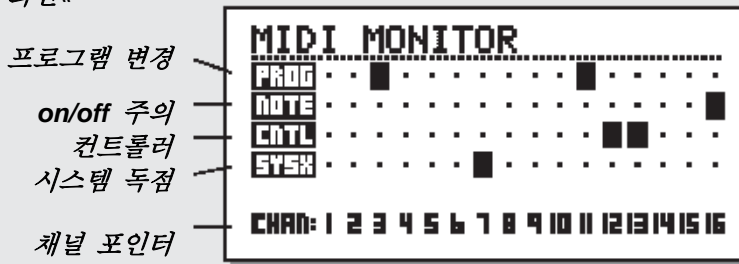 MIDI MONITOR
프로그램 변경
PROG
on/off 주의
NOTE
컨트롤러
CNTL
시스템 독점
SYSX
채널 포인터
CHAN: 1 2 3 4 5 6 7 8 9 10 11 12 13 14 15 16